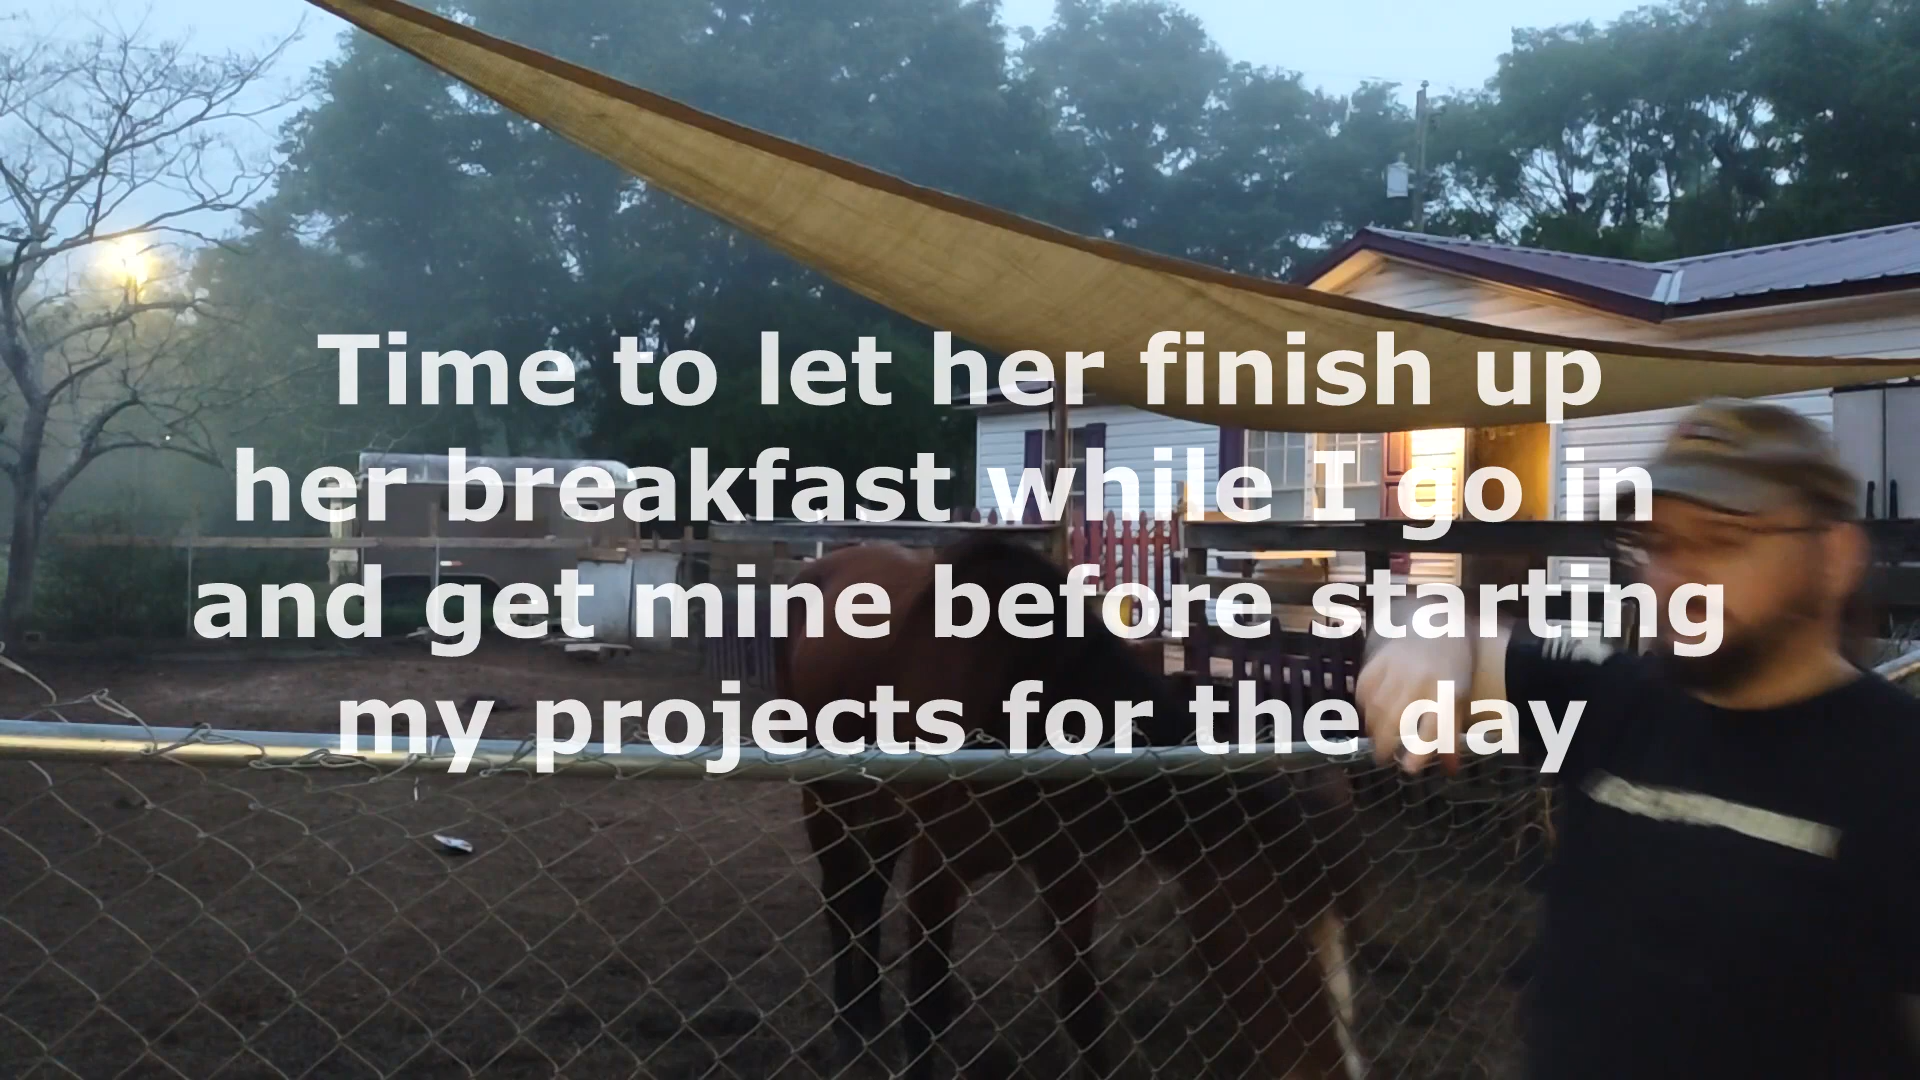 Time to let her finish up
her breakfast while I go in
and get mine before starting
my projects for the day